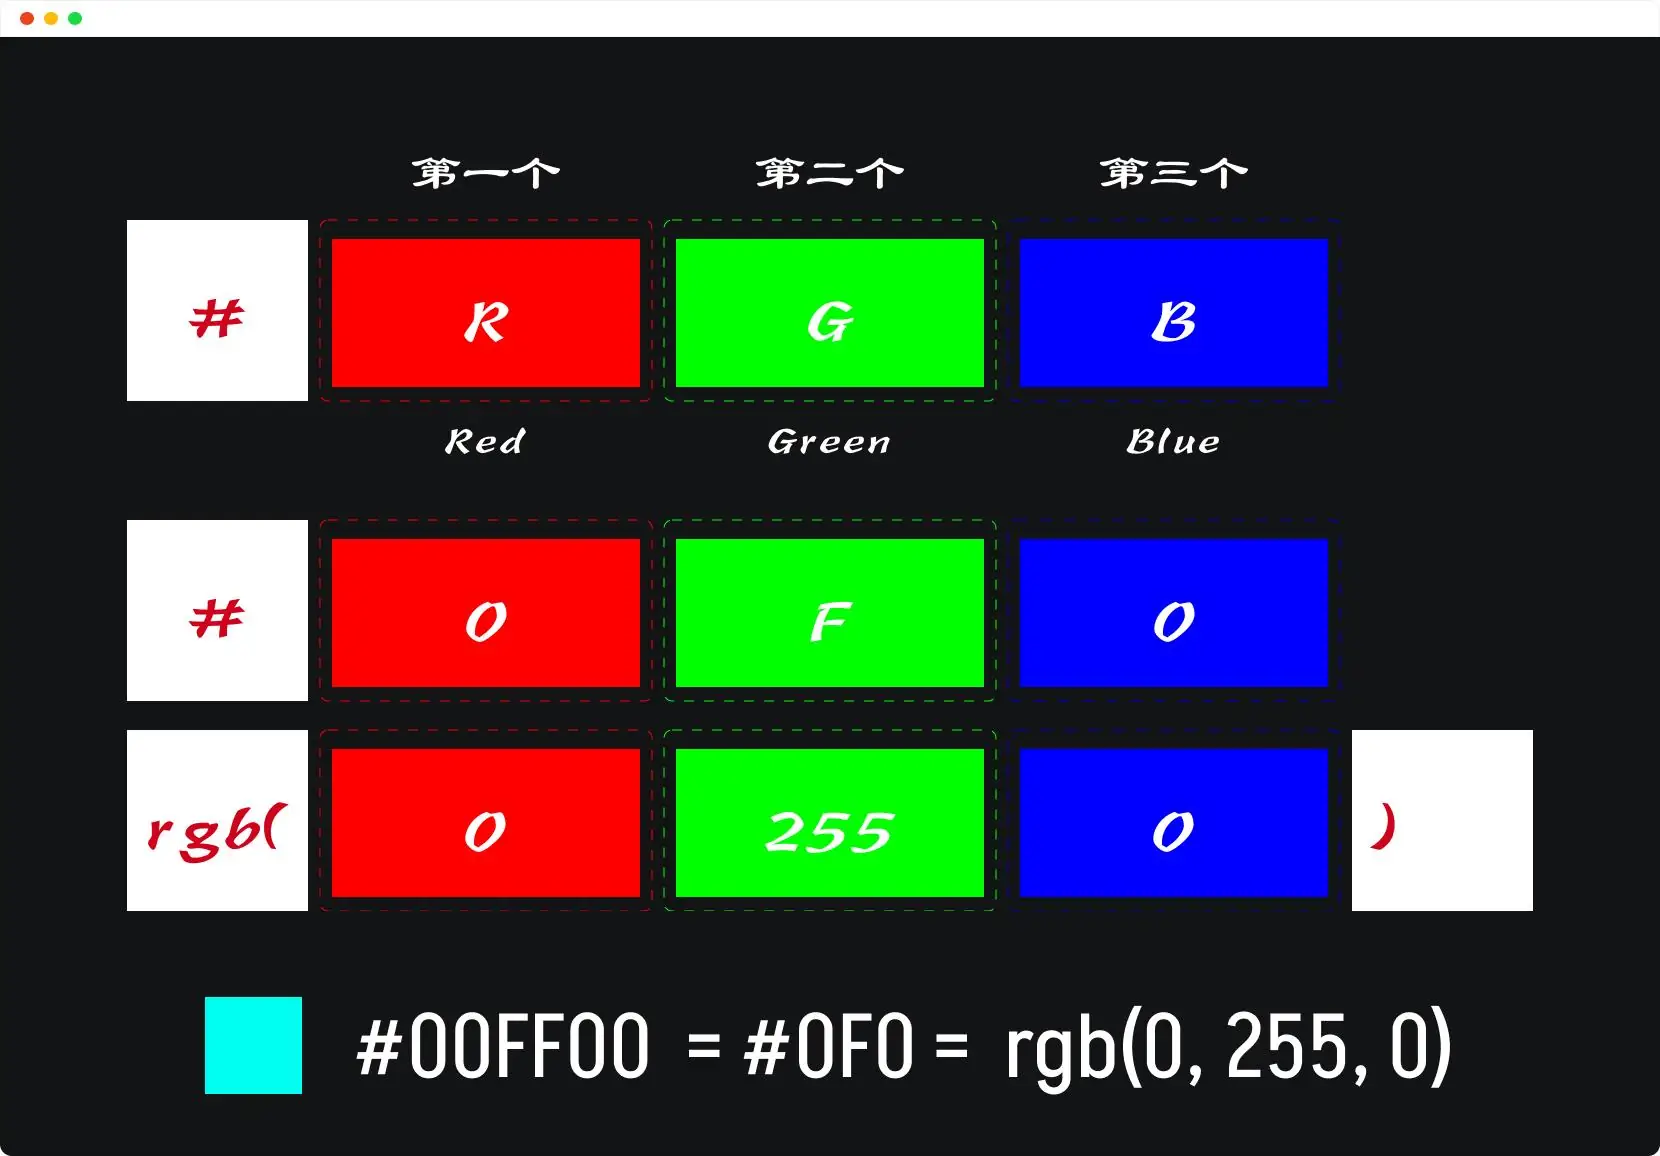 第一个 第二个 第三个
# R G B
Red Green Blue
# 0 F 0
rgb( 0 255 0 )
#00FF00 = #0F0 = rgb(0, 255, 0)